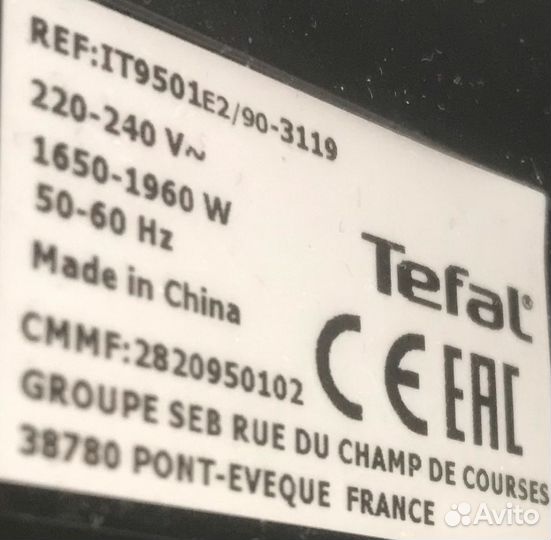 REF:IT9501E2/90-3119
220-240 V~
1650-1960 W
50-60 Hz
Made in China
Tefal®
CMMF:2820950102
CE EAC
GROUPE SEB RUE DU CHAMP DE COURSES
38780 PONT-EVEQUE FRANCE
Avito